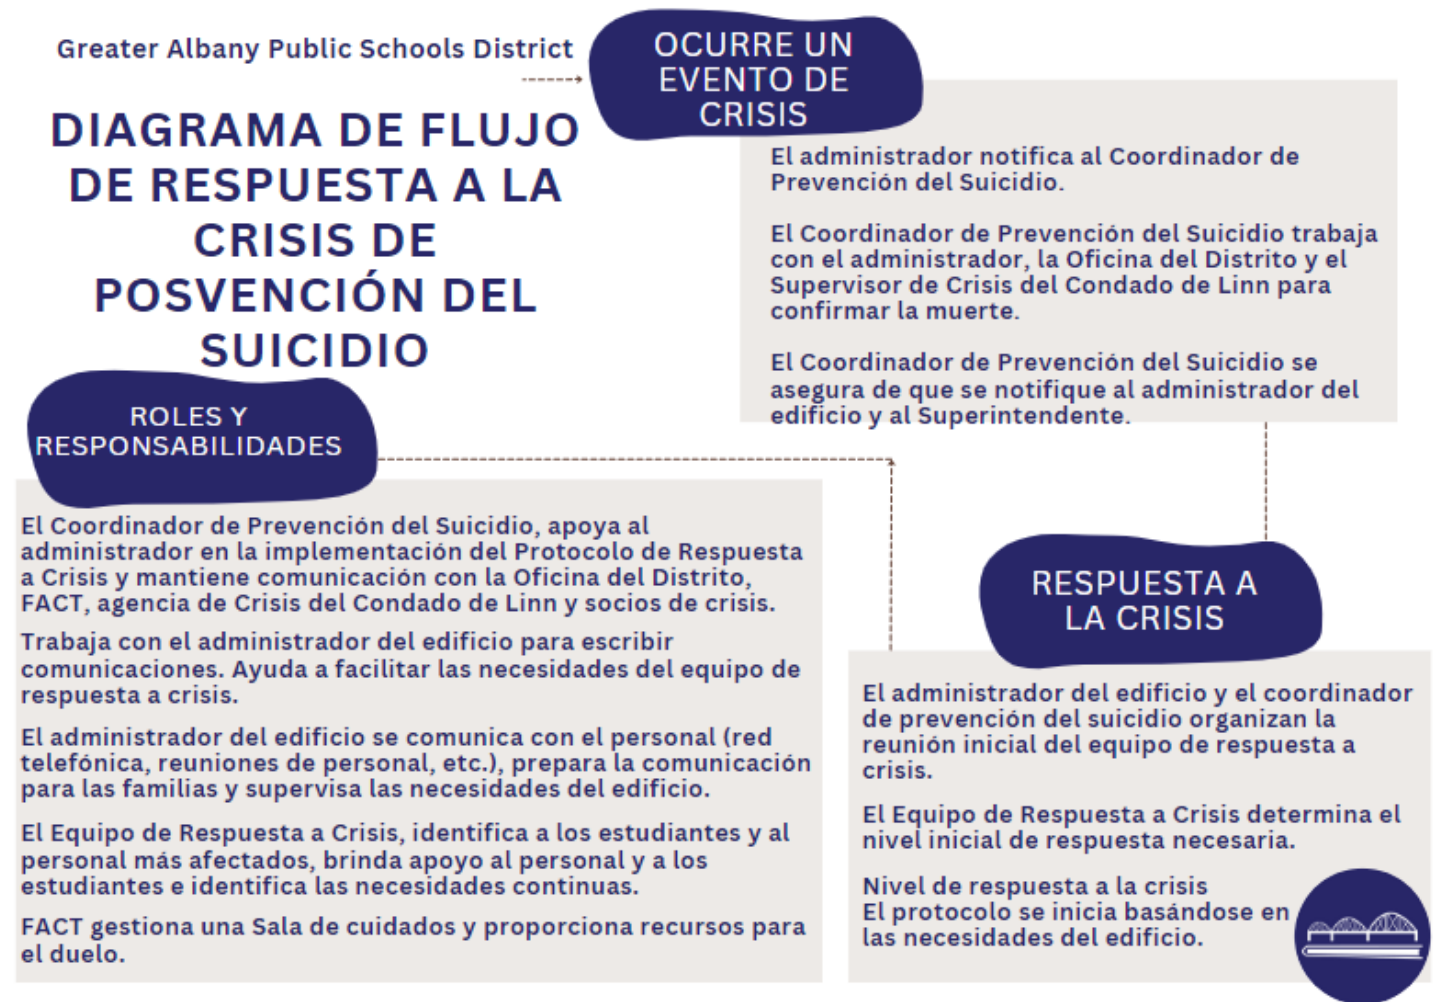 Greater Albany Public Schools District
DIAGRAMA DE FLUJO
DE RESPUESTA A LA
CRISIS DE
POSVENCIÓN DEL
SUICIDIO
OCURRE UN
EVENTO DE
CRISIS
El administrador notifica al Coordinador de
Prevención del Suicidio.
El Coordinador de Prevención del Suicidio trabaja
con el administrador, la Oficina del Distrito y el
Supervisor de Crisis del Condado de Linn para
confirmar la muerte.
El Coordinador de Prevención del Suicidio se
asegura de que se notifique al administrador del
edificio y al Superintendente.
RESPUESTA A
LA CRISIS
El administrador del edificio y el coordinador
de prevención del suicidio organizan la
reunión inicial del equipo de respuesta a
crisis.
El Equipo de Respuesta a Crisis determina el
nivel inicial de respuesta necesaria.
Nivel de respuesta a la crisis
El protocolo se inicia basándose en
las necesidades del edificio.
ROLES Y
RESPONSABILIDADES
El Coordinador de Prevención del Suicidio, apoya al
administrador en la implementación del Protocolo de Respuesta
a Crisis y mantiene comunicación con la Oficina del Distrito,
FACT, agencia de Crisis del Condado de Linn y socios de crisis.
Trabaja con el administrador del edificio para escribir
comunicaciones. Ayuda a facilitar las necesidades del equipo de
respuesta a crisis.
El administrador del edificio se comunica con el personal (red
telefónica, reuniones de personal, etc.), prepara la comunicación
para las familias y supervisa las necesidades del edificio.
El Equipo de Respuesta a Crisis, identifica a los estudiantes y al
personal más afectados, brinda apoyo al personal y a los
estudiantes e identifica las necesidades continuas.
FACT gestiona una Sala de cuidados y proporciona recursos para
el duelo.